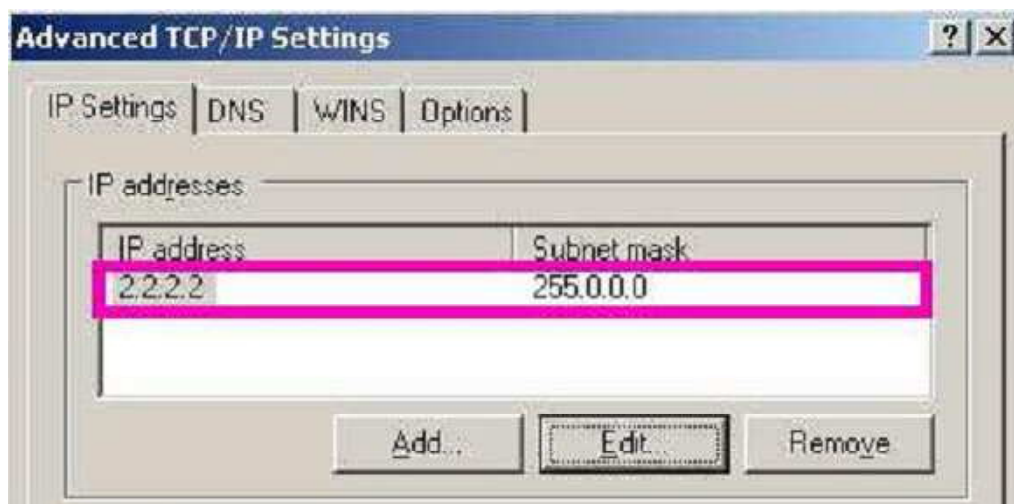 Advanced TCP/IP Settings ? X
IP Settings DNS WINS Options
IP addresses
IP address Subnet mask
2.2.2.2 255.0.0.0
Add... Edit... Remove